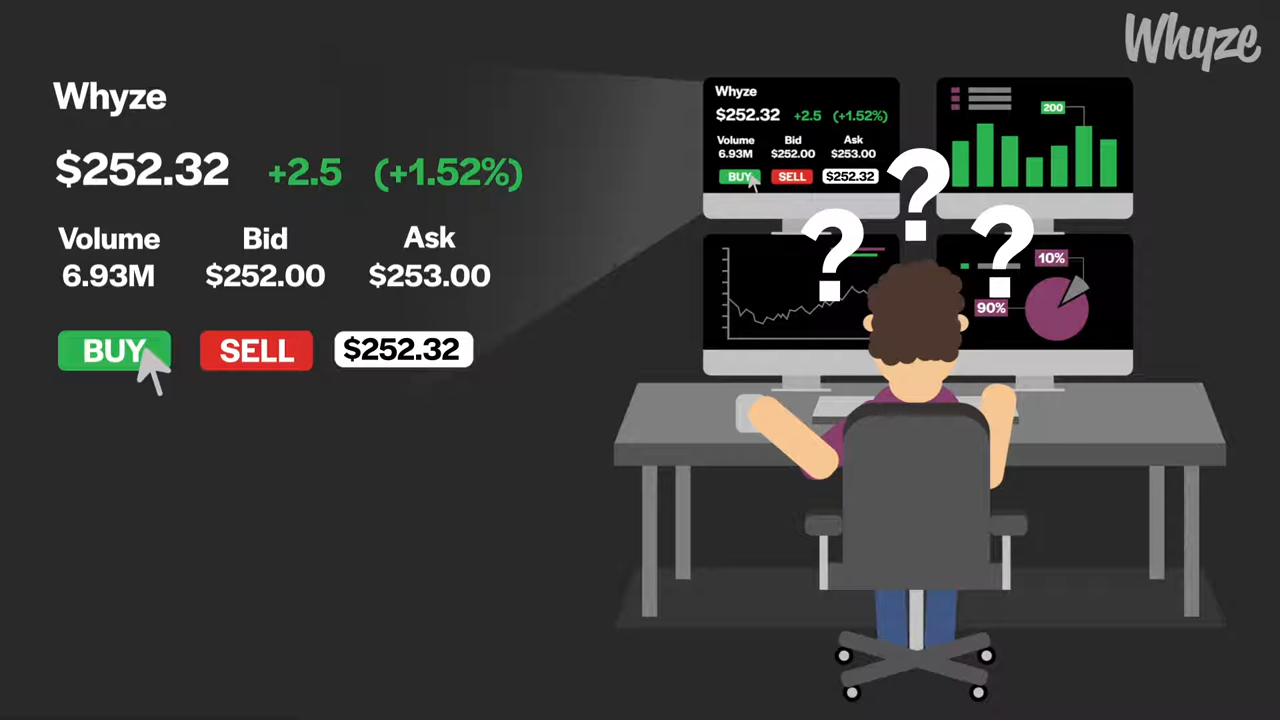 Whyze
Whyze
$252.32 +2.5 (+1.52%)
Volume Bid Ask
6.93M $252.00 $253.00
BUY SELL $252.32
Whyze
$252.32 +2.5 (+1.52%)
Volume Bid Ask
6.93M $252.00 $253.00
BUY SELL $252.32
200
? ? ?
10%
90%